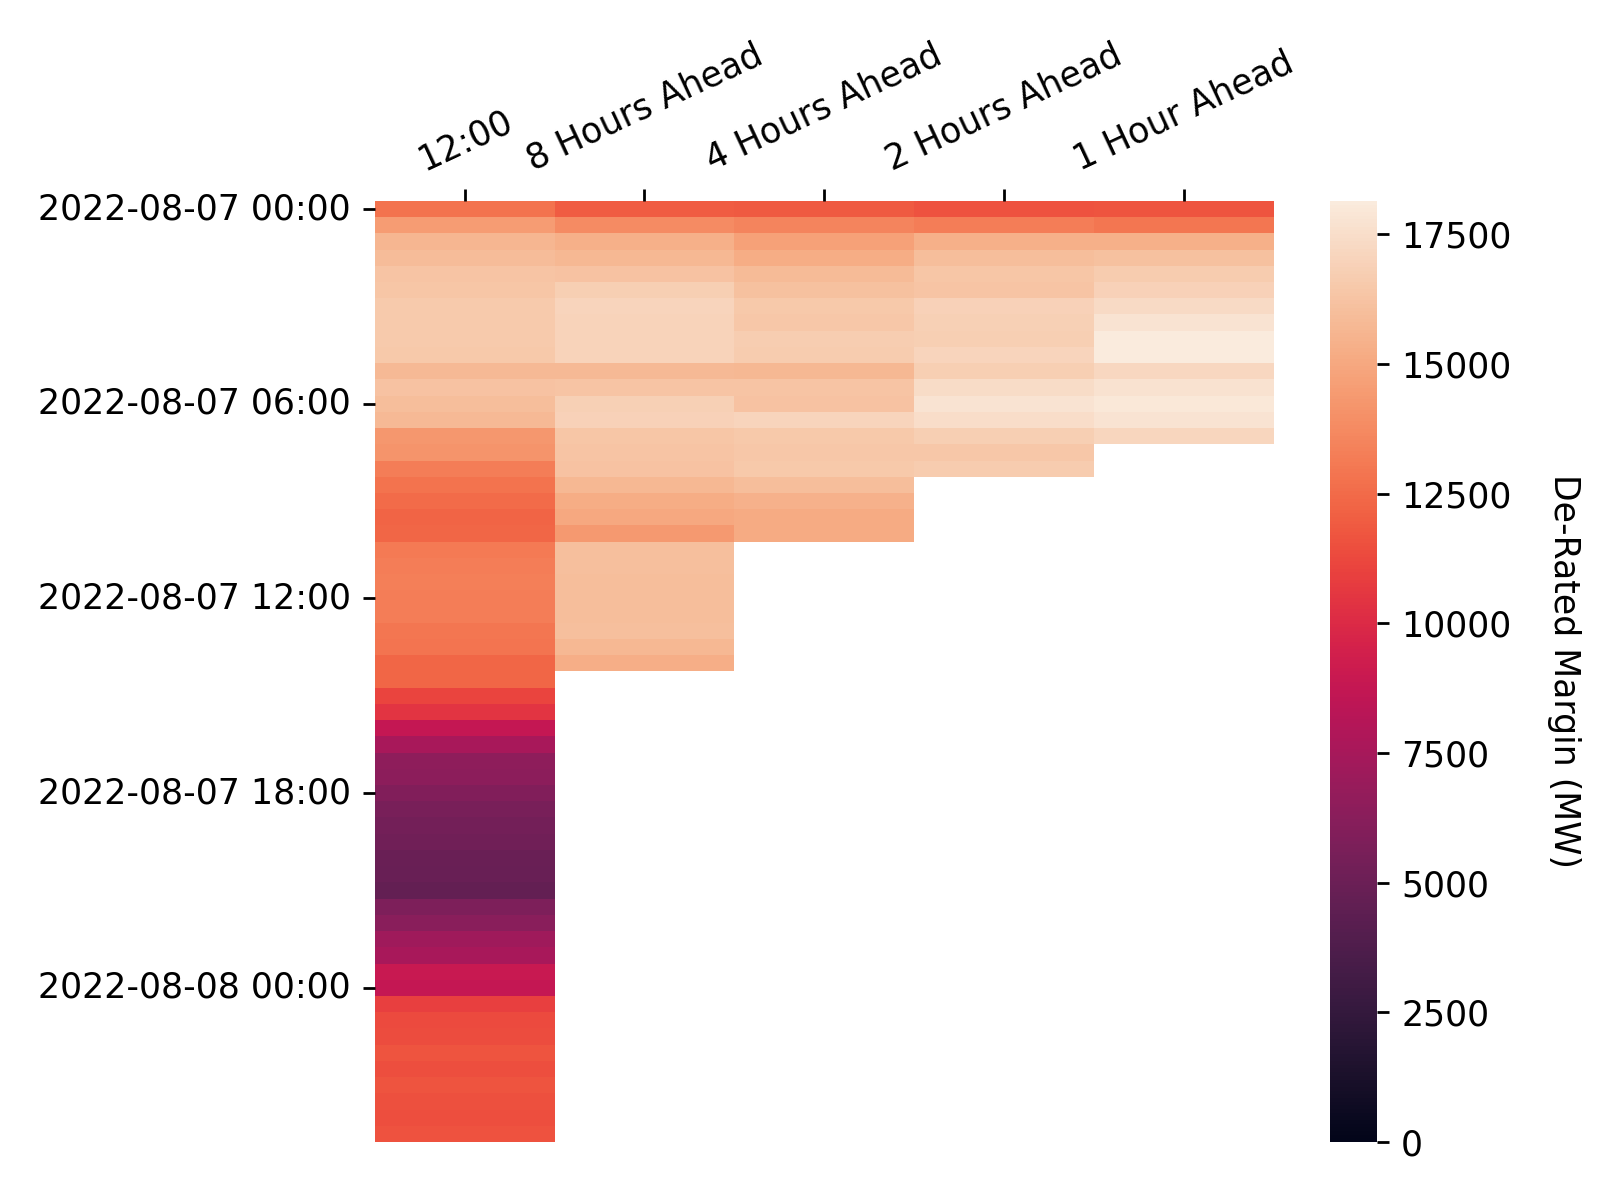 12:00
8 Hours Ahead
4 Hours Ahead
2 Hours Ahead
1 Hour Ahead
2022-08-07 00:00
2022-08-07 06:00
2022-08-07 12:00
2022-08-07 18:00
2022-08-08 00:00
17500
15000
12500
10000
7500
5000
2500
0
De-Rated Margin (MW)